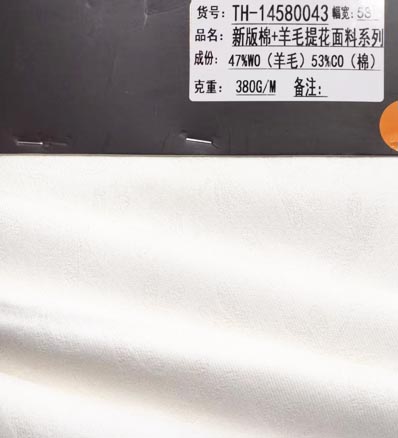 货号: TH-14580043 幅宽: 58
品名: 新版棉+羊毛提花面料系列
成份: 47%WO (羊毛) 53%CO (棉)
克重: 380G/M 备注: